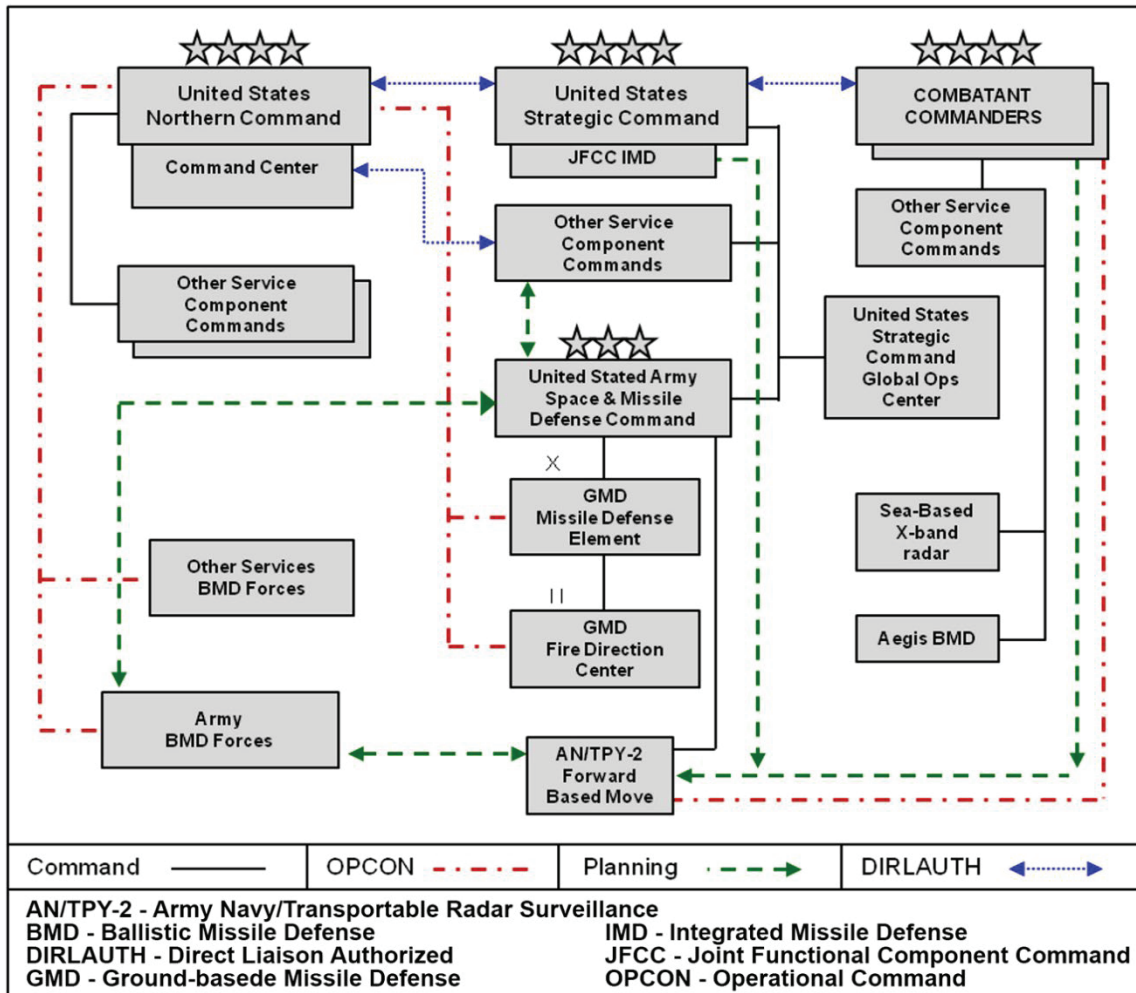 United States
Northern Command
Command Center
Other Service
Component
Commands
United States
Strategic Command
JFCC IMD
Other Service
Component
Commands
COMBATANT
COMMANDERS
Other Service
Component
Commands
United States
Strategic
Command
Global Ops
Center
United Stated Army
Space & Missile
Defense Command
X
GMD
Missile Defense
Element
Sea-Based
X-band
radar
Other Services
BMD Forces
II
GMD
Fire Direction
Center
Aegis BMD
Army
BMD Forces
AN/TPY-2
Forward
Based Move
Command
OPCON
Planning
DIRLAUTH
AN/TPY-2 - Army Navy/Transportable Radar Surveillance
BMD - Ballistic Missile Defense
DIRLAUTH - Direct Liaison Authorized
GMD - Ground-basede Missile Defense
IMD - Integrated Missile Defense
JFCC - Joint Functional Component Command
OPCON - Operational Command